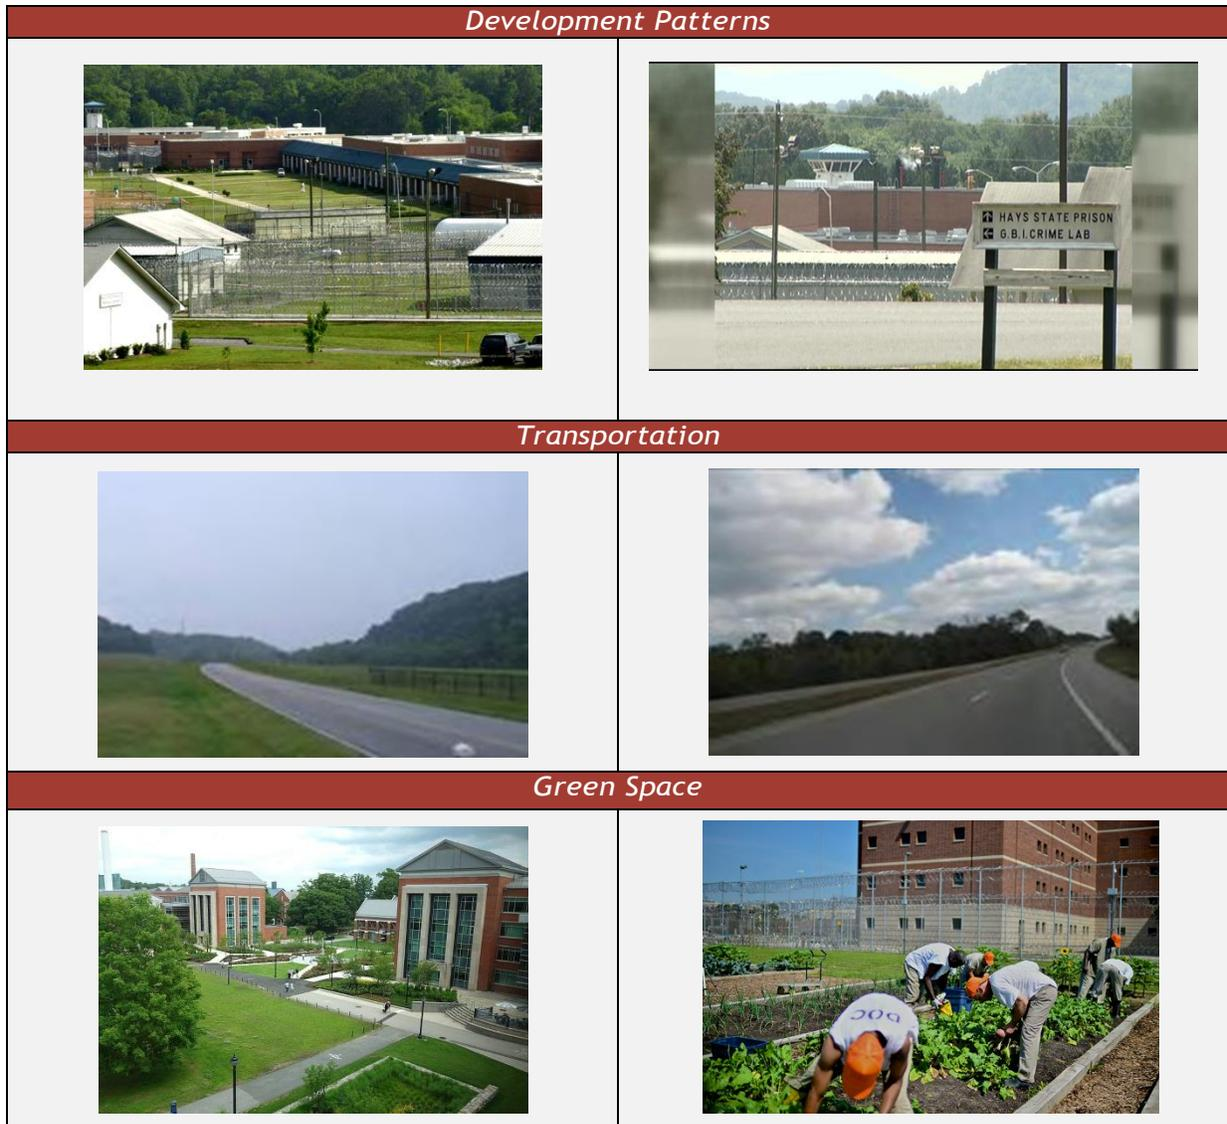 Development Patterns
HAYS STATE PRISON
G.B.I. CRIME LAB
Transportation
Green Space
DOC